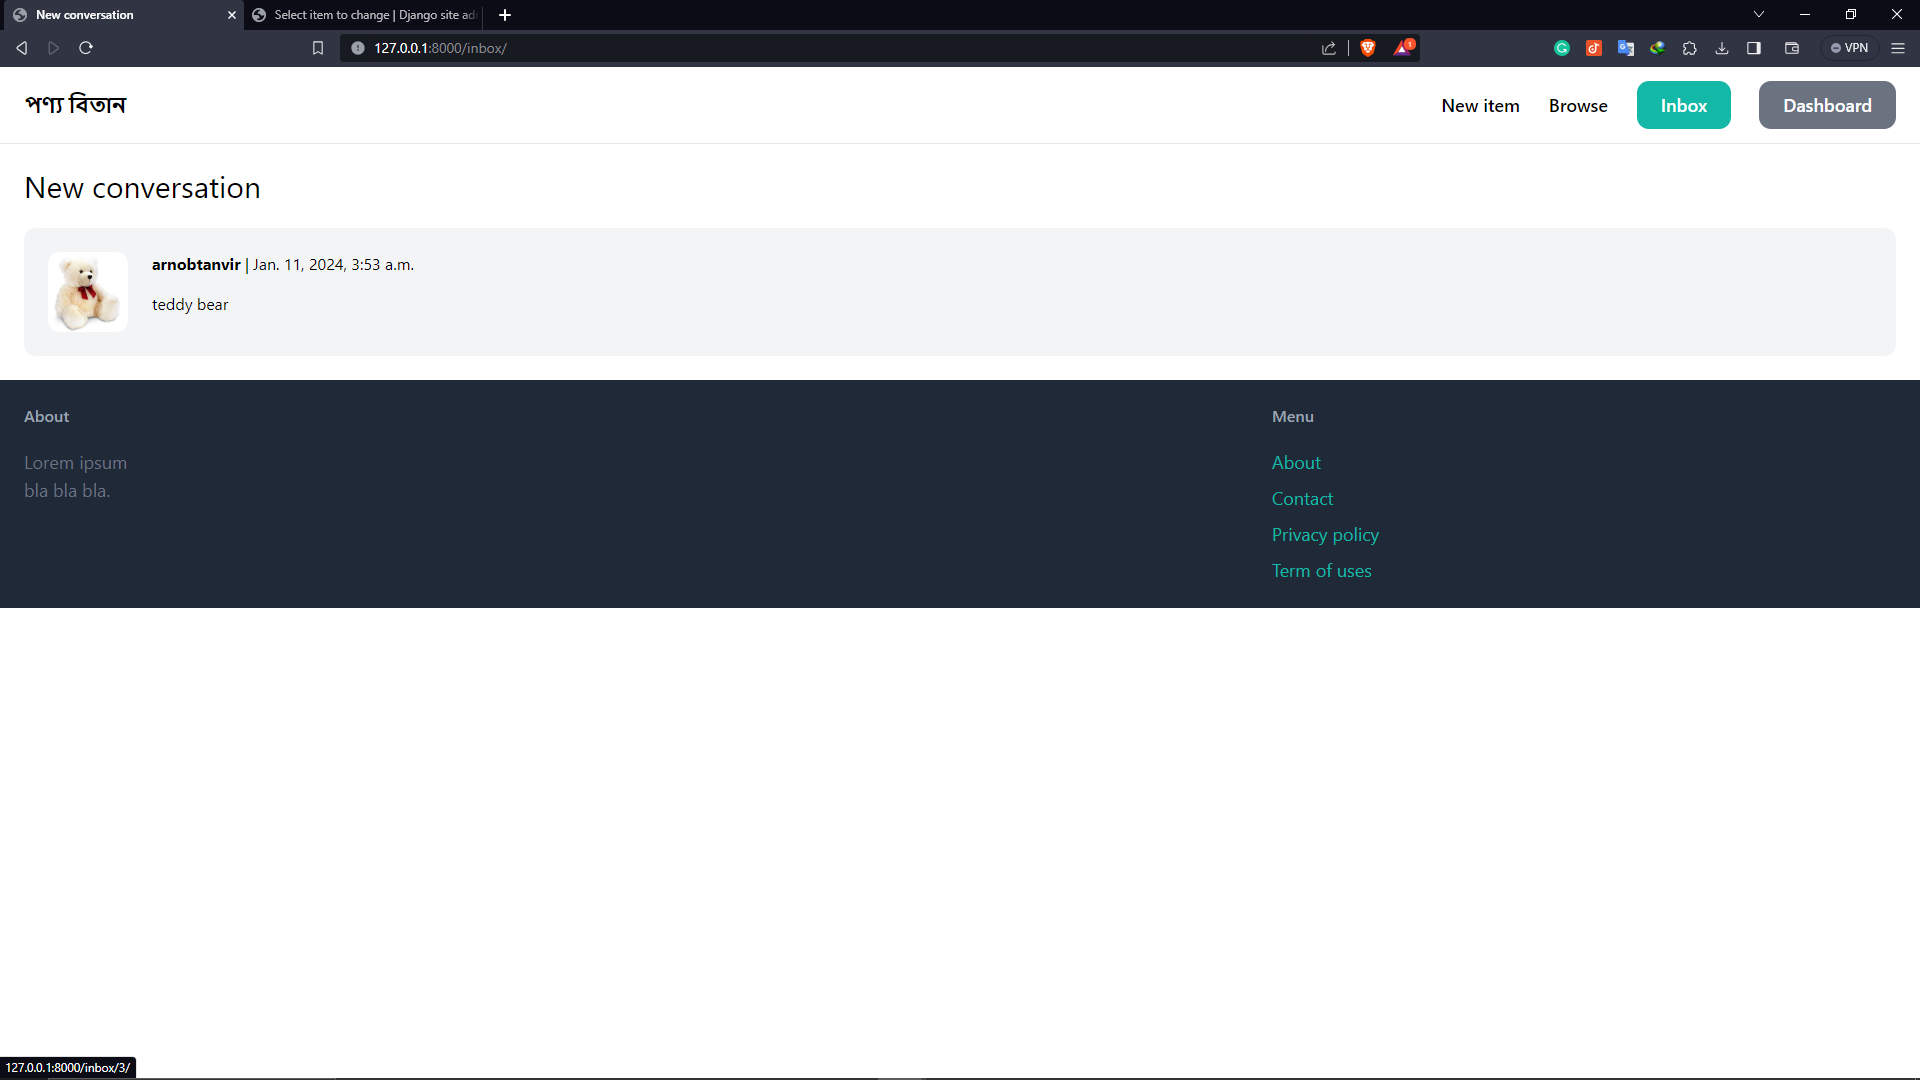 New conversation
Select item to change | Django site ad
127.0.0.1:8000/inbox/
1
VPN
পণ্য বিতান
New item
Browse
Inbox
Dashboard
New conversation
arnobtanvir | Jan. 11, 2024, 3:53 a.m.
teddy bear
About
Lorem ipsum
bla bla bla.
Menu
About
Contact
Privacy policy
Term of uses
127.0.0.1:8000/inbox/3/